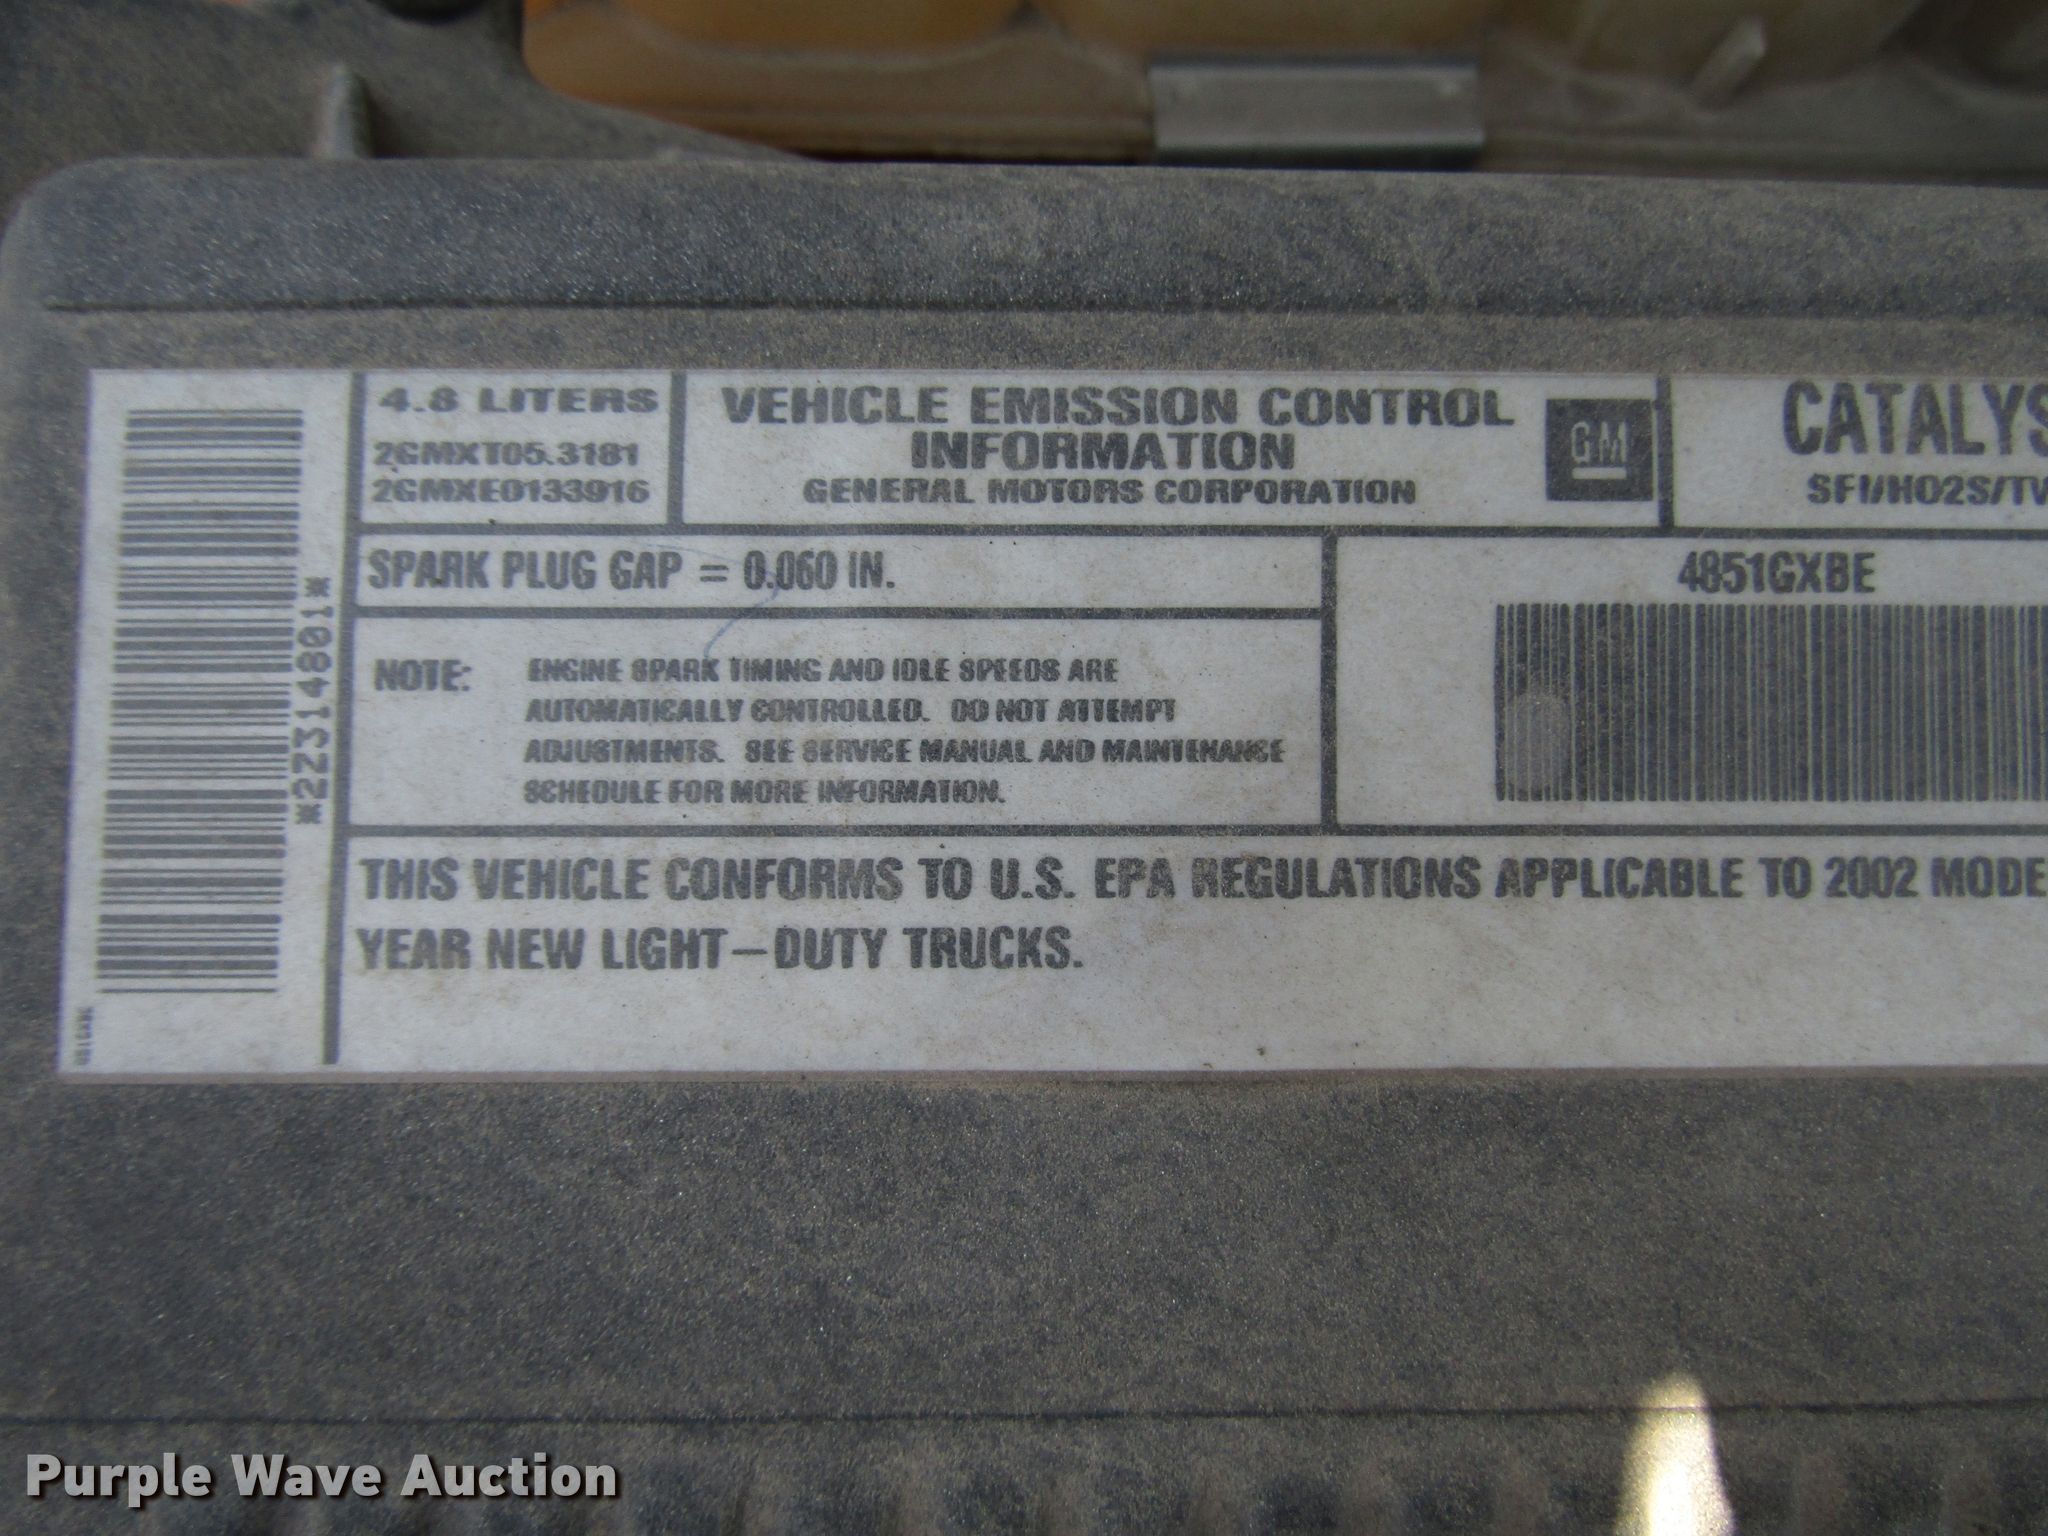 4.8 LITERS
2GMXT05.3181
2GMXE0133916
VEHICLE EMISSION CONTROL
INFORMATION
GENERAL MOTORS CORPORATION
GM
CATALYS
SFI/HO2S/TW
SPARK PLUG GAP = 0.060 IN.
4851GXBE
*22314801*
NOTE: ENGINE SPARK TIMING AND IDLE SPEEDS ARE
AUTOMATICALLY CONTROLLED. DO NOT ATTEMPT
ADJUSTMENTS. SEE SERVICE MANUAL AND MAINTENANCE
SCHEDULE FOR MORE INFORMATION.
THIS VEHICLE CONFORMS TO U.S. EPA REGULATIONS APPLICABLE TO 2002 MODE
YEAR NEW LIGHT-DUTY TRUCKS.
Purple Wave Auction